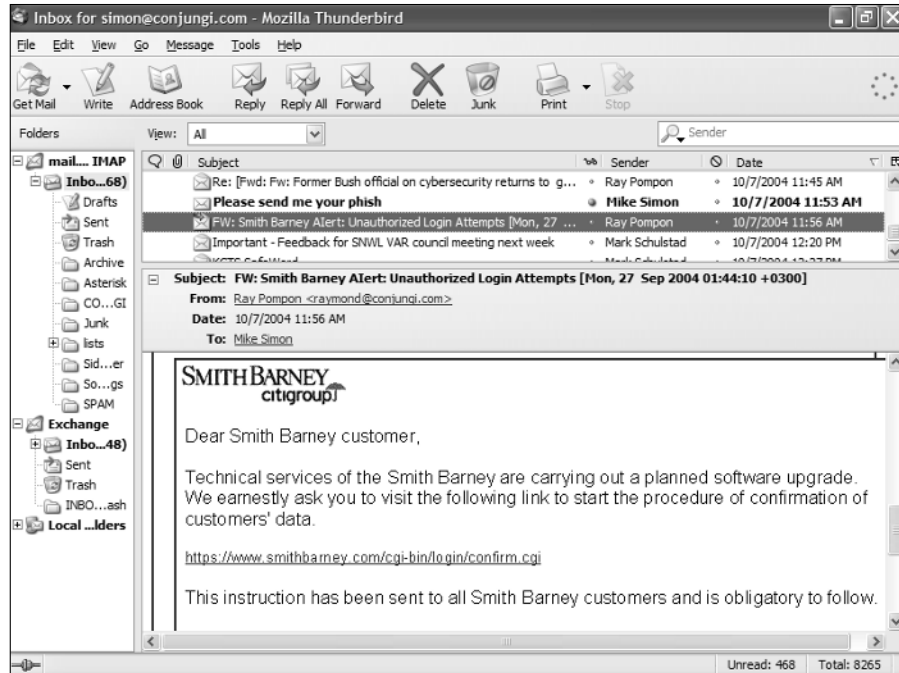 Inbox for simon@conjungi.com - Mozilla Thunderbird
File Edit View Go Message Tools Help
Get Mail Write Address Book Reply Reply All Forward Delete Junk Print Stop
Folders View: All Sender
Subject Sender Date
Re: [Fwd: Fw: Former Bush official on cybersecurity returns to g... Ray Pompon 10/7/2004 11:45 AM
Please send me your phish Mike Simon 10/7/2004 11:53 AM
FW: Smith Barney AIert: Unauthorized Login Attempts [Mon, 27 ... Ray Pompon 10/7/2004 11:56 AM
Important - Feedback for SNWL VAR council meeting next week Mark Schulstad 10/7/2004 12:20 PM
mail.... IMAP
Inbo...68)
Drafts
Sent
Trash
Archive
Asterisk
CO...GI
Junk
lists
Sid...er
So...gs
SPAM
Exchange
Inbo...48)
Sent
Trash
INBO...ash
Local ...lders
Subject: FW: Smith Barney AIert: Unauthorized Login Attempts [Mon, 27 Sep 2004 01:44:10 +0300]
From: Ray Pompon <raymond@conjungi.com>
Date: 10/7/2004 11:56 AM
To: Mike Simon
SMITH BARNEY
citigroup
Dear Smith Barney customer,
Technical services of the Smith Barney are carrying out a planned software upgrade.
We earnestly ask you to visit the following link to start the procedure of confirmation of
customers' data.
https://www.smithbarney.com/cgi-bin/login/confirm.cgi
This instruction has been sent to all Smith Barney customers and is obligatory to follow.
Unread: 468 Total: 8265